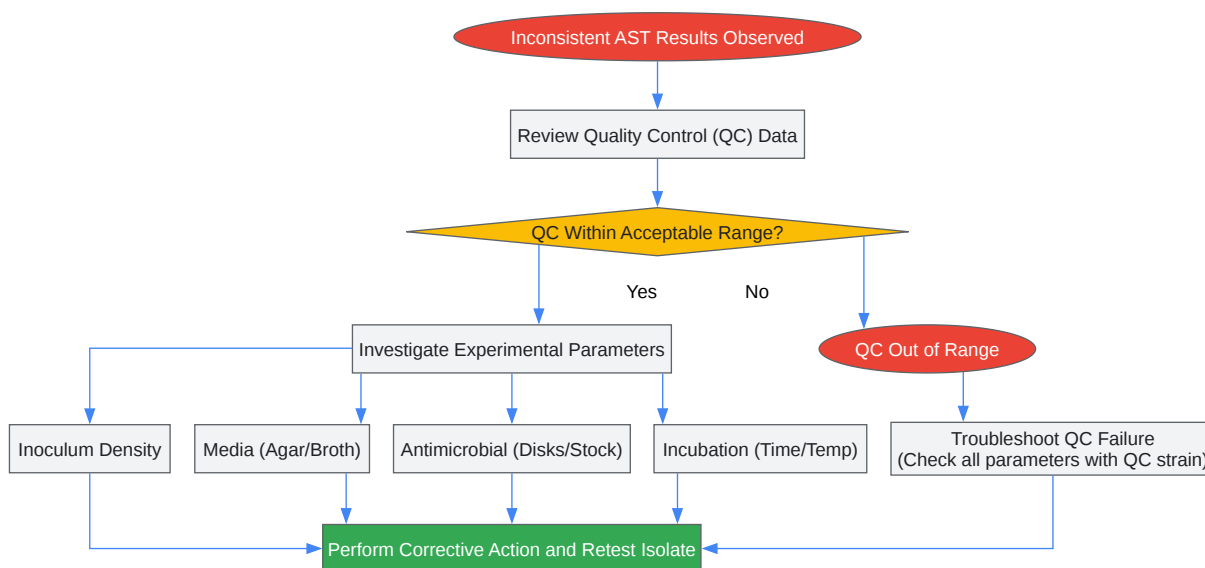 Inconsistent AST Results Observed
Review Quality Control (QC) Data
QC Within Acceptable Range?
Yes
No
Investigate Experimental Parameters
QC Out of Range
Inoculum Density
Media (Agar/Broth)
Antimicrobial (Disks/Stock)
Incubation (Time/Temp)
Troubleshoot QC Failure
(Check all parameters with QC strain)
Perform Corrective Action and Retest Isolate